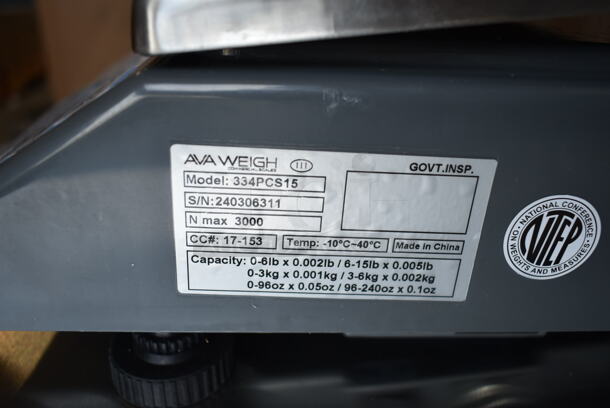 AVAWEIGH III
COMMERCIAL SCALES
GOVT.INSP.
Model: 334PCS15
S/N:240306311
N max 3000
CC#: 17-153 Temp: -10°C~40°C Made in China
Capacity: 0-6lb x 0.002lb / 6-15lb x 0.005lb
0-3kg x 0.001kg / 3-6kg x 0.002kg
0-96oz x 0.05oz / 96-240oz x 0.1oz
NATIONAL CONFERENCE
NTEP
ON WEIGHTS AND MEASURES